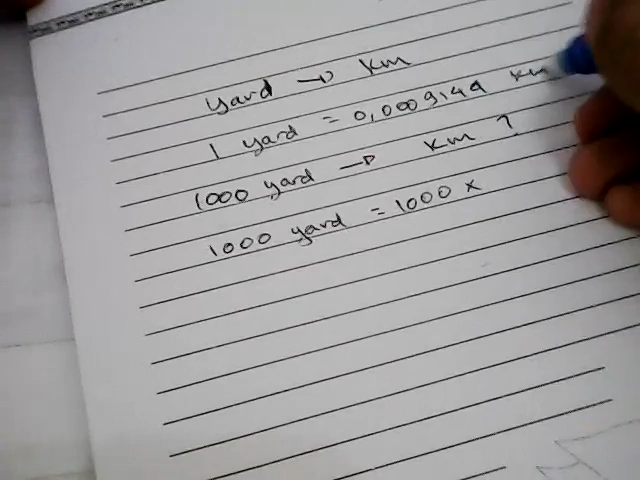 yard → km
1 yard = 0,0009144 km
1000 yard → km ?
1000 yard = 1000 x